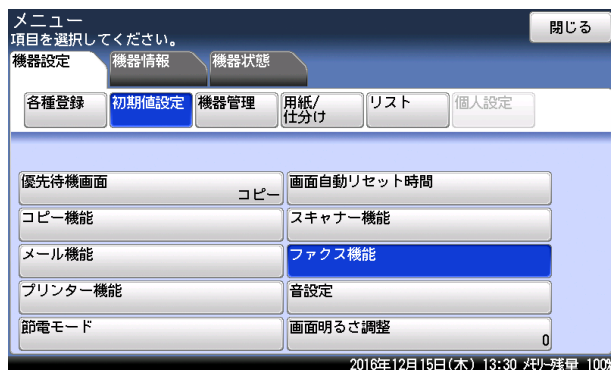 メニュー
項目を選択してください。
閉じる
機器設定 機器情報 機器状態
各種登録 初期値設定 機器管理 用紙/ リスト 個人設定
仕分け
優先待機画面 画面自動リセット時間
コピー
コピー機能 スキャナー機能
メール機能 ファクス機能
プリンター機能 音設定
節電モード 画面明るさ調整
0
2016年12月15日(木) 13:30 メモリー残量 100%